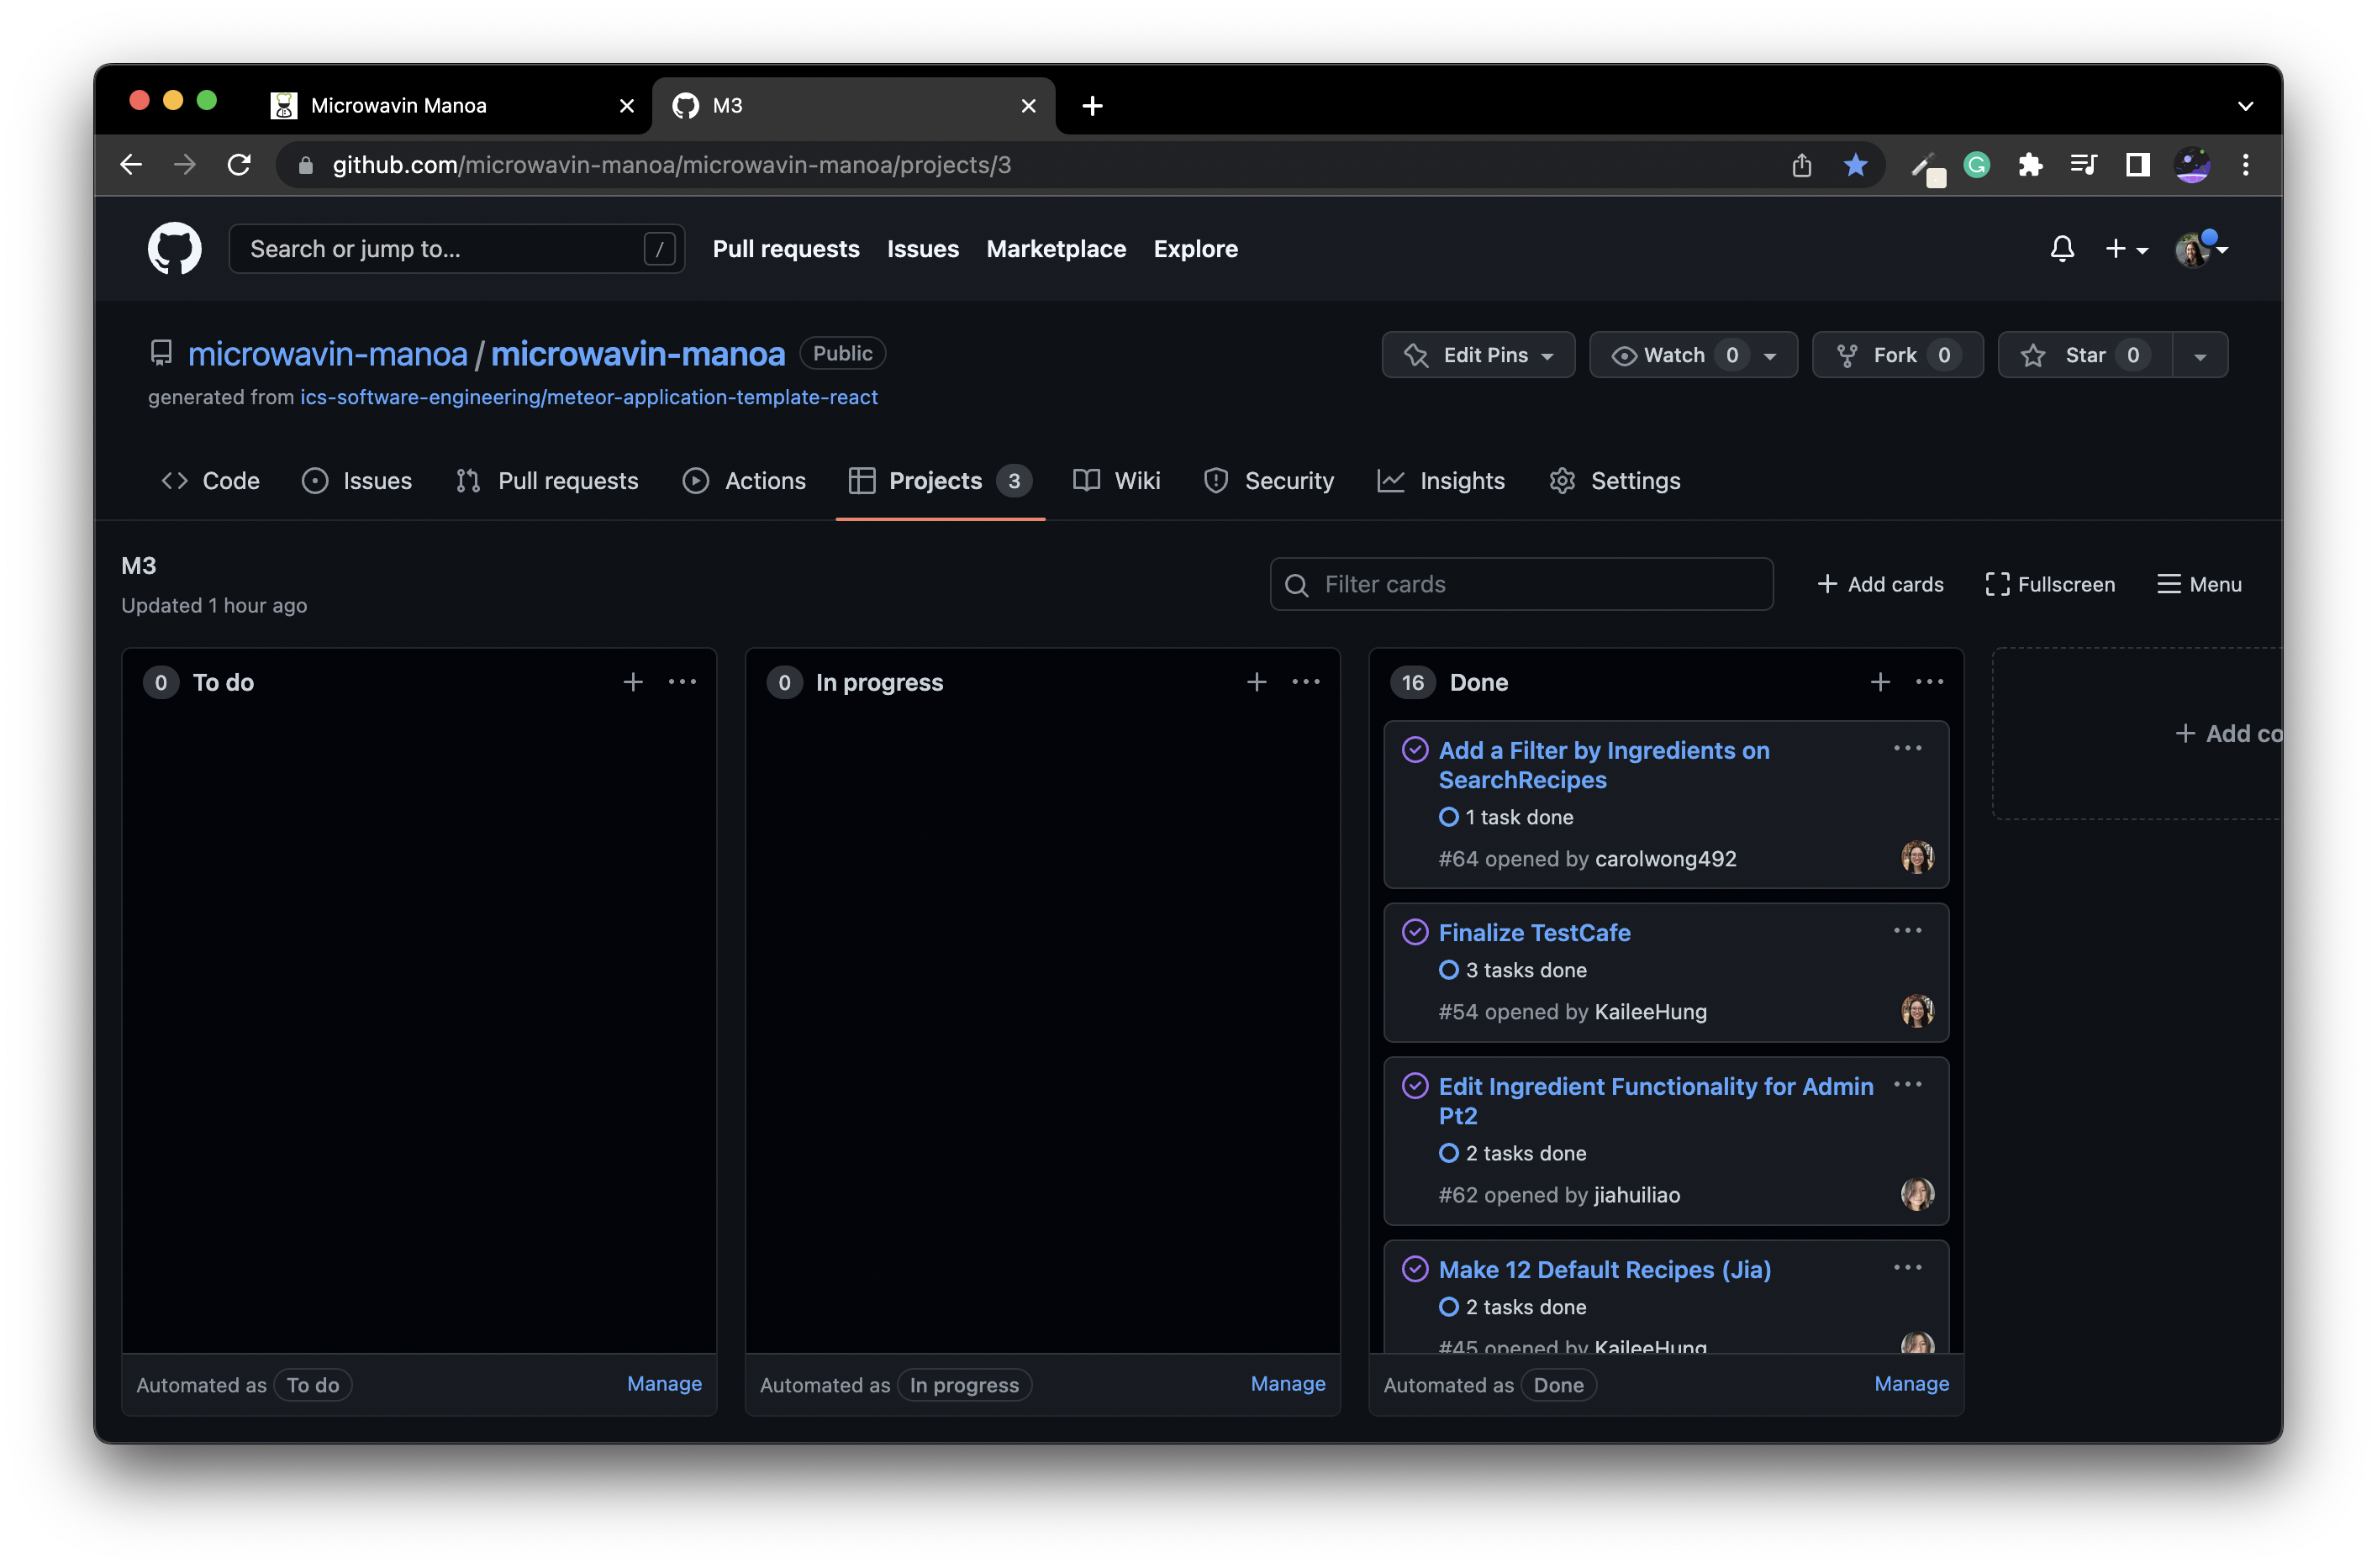 Microwavin Manoa
M3
github.com/microwavin-manoa/microwavin-manoa/projects/3
Search or jump to... /
Pull requests Issues Marketplace Explore
microwavin-manoa / microwavin-manoa Public
generated from ics-software-engineering/meteor-application-template-react
Edit Pins Watch 0 Fork 0 Star 0
Code Issues Pull requests Actions Projects 3 Wiki Security Insights Settings
M3
Updated 1 hour ago
Filter cards
Add cards Fullscreen Menu
0 To do
0 In progress
16 Done
Add a Filter by Ingredients on
SearchRecipes
1 task done
#64 opened by carolwong492
Finalize TestCafe
3 tasks done
#54 opened by KaileeHung
Edit Ingredient Functionality for Admin
Pt2
2 tasks done
#62 opened by jiahuiliao
Make 12 Default Recipes (Jia)
2 tasks done
#45 opened by KaileeHung
Add co
Automated as To do Manage
Automated as In progress Manage
Automated as Done Manage